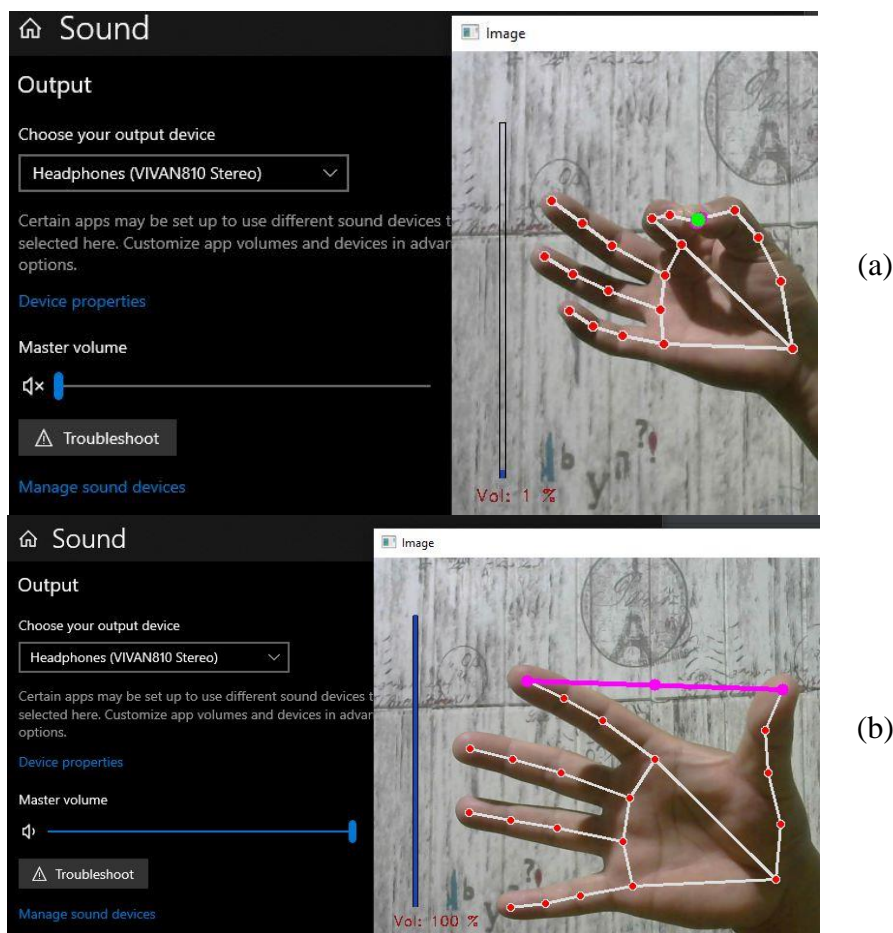 Sound
Image
Output
Choose your output device
Headphones (VIVAN810 Stereo)
Certain apps may be set up to use different sound devices t
selected here. Customize app volumes and devices in advar
options.
Device properties
Master volume
Troubleshoot
Manage sound devices
Vol: 1 %
(a)
Sound
Image
Output
Choose your output device
Headphones (VIVAN810 Stereo)
Certain apps may be set up to use different sound devices t
selected here. Customize app volumes and devices in advar
options.
Device properties
Master volume
Troubleshoot
Manage sound devices
Vol: 100 %
(b)